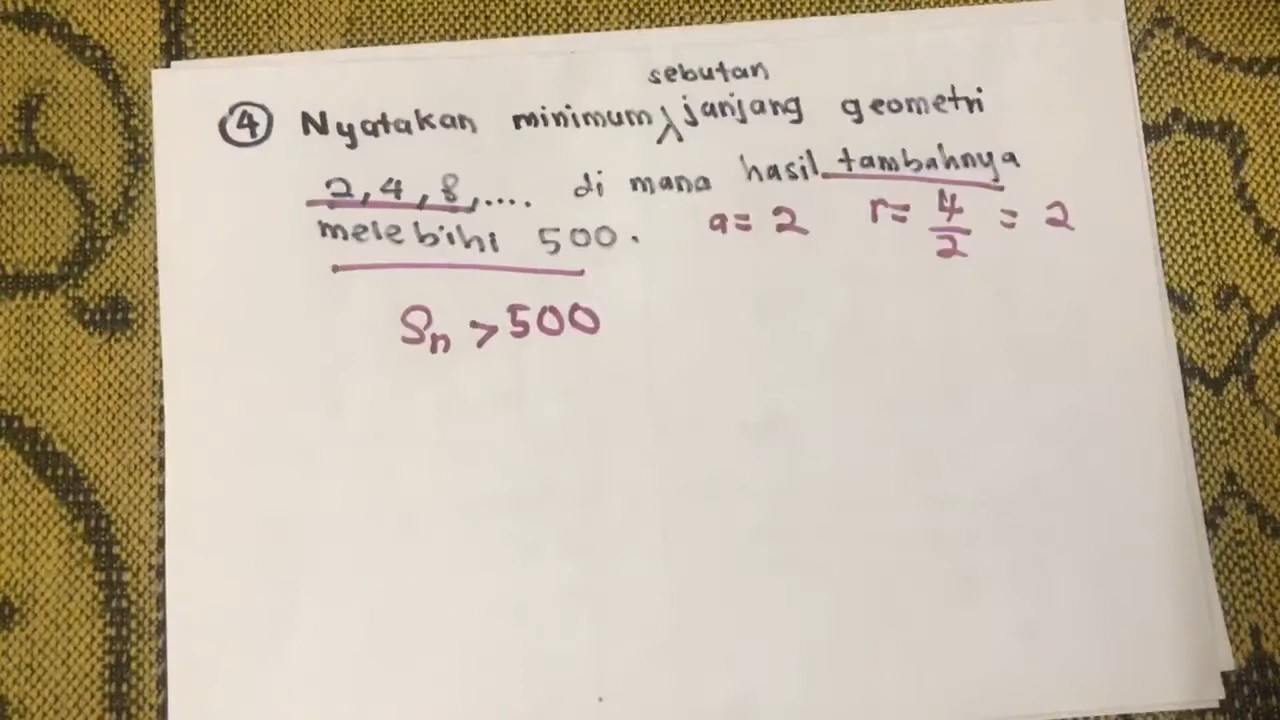 sebutan
④ Nyatakan minimum⁁ janjang geometri
2, 4, 8, .... di mana hasil tambahnya
melebihi 500. a = 2 r = 4/2 = 2
Sn > 500